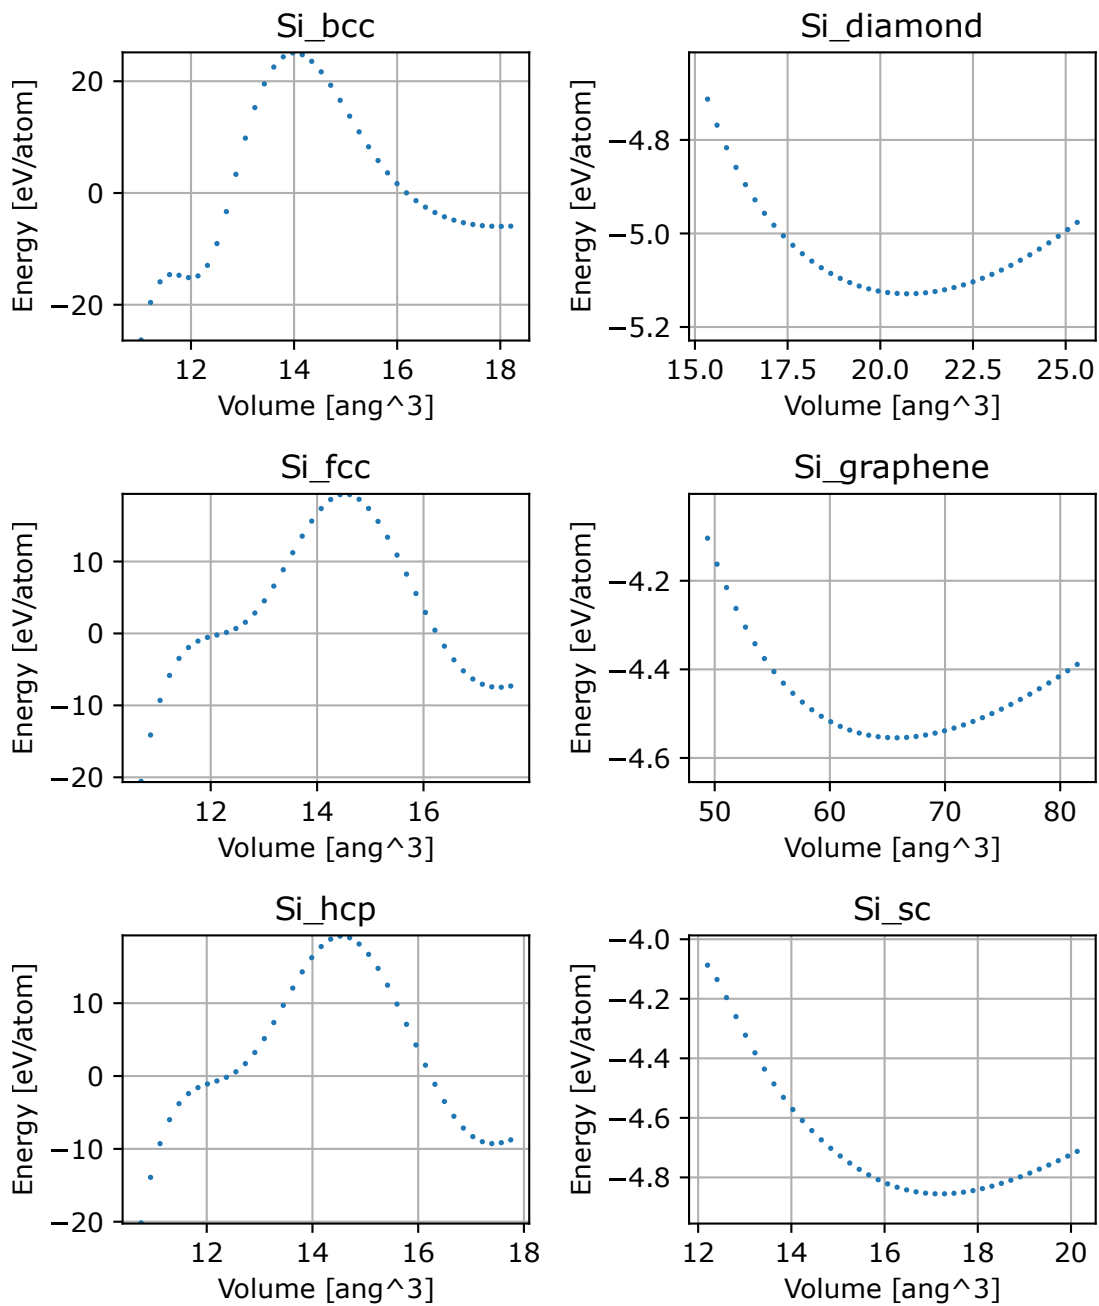 Si_bcc
Energy [eV/atom]
20
0
−20
12 14 16 18
Volume [ang^3]
Si_diamond
Energy [eV/atom]
−4.8
−5.0
−5.2
15.0 17.5 20.0 22.5 25.0
Volume [ang^3]
Si_fcc
Energy [eV/atom]
10
0
−10
−20
12 14 16
Volume [ang^3]
Si_graphene
Energy [eV/atom]
−4.2
−4.4
−4.6
50 60 70 80
Volume [ang^3]
Si_hcp
Energy [eV/atom]
10
0
−10
−20
12 14 16 18
Volume [ang^3]
Si_sc
Energy [eV/atom]
−4.0
−4.2
−4.4
−4.6
−4.8
12 14 16 18 20
Volume [ang^3]